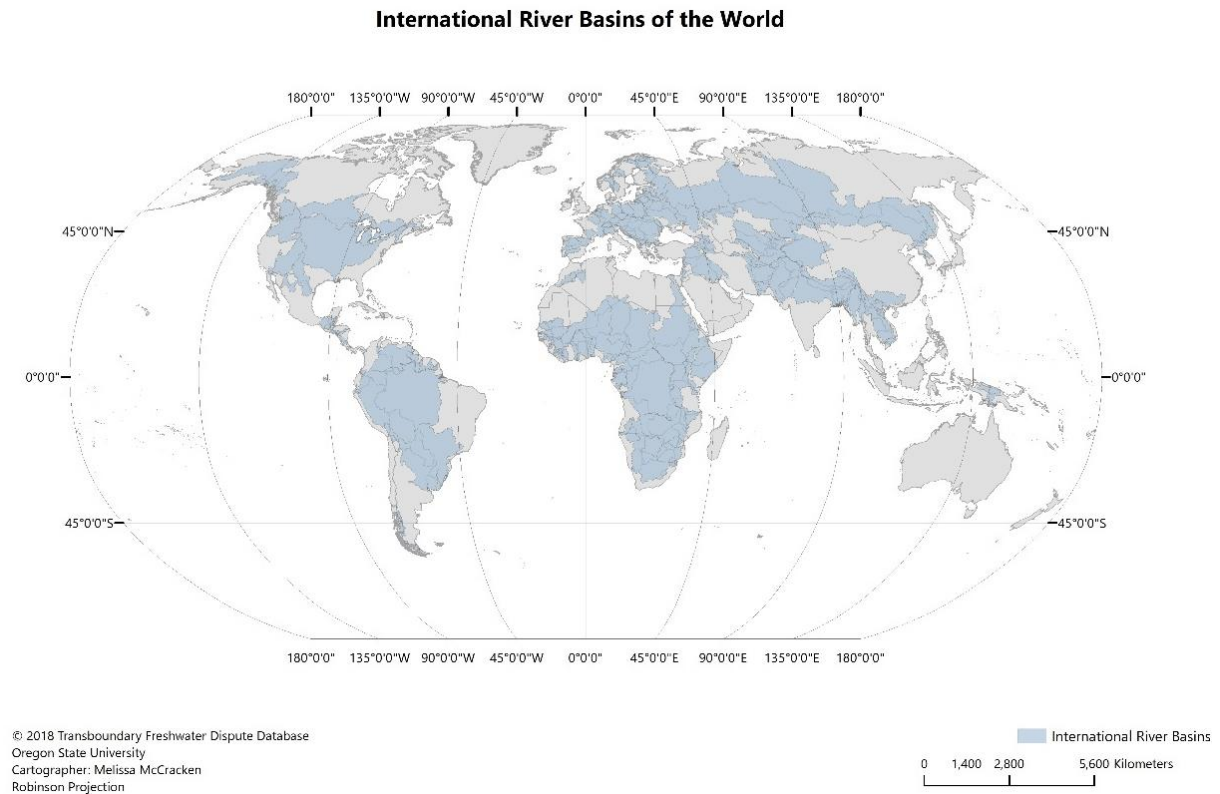 International River Basins of the World
180°0'0" 135°0'0"W 90°0'0"W 45°0'0"W 0°0'0" 45°0'0"E 90°0'0"E 135°0'0"E 180°0'0"
45°0'0"N 45°0'0"N
0°0'0" 0°0'0"
45°0'0"S 45°0'0"S
180°0'0" 135°0'0"W 90°0'0"W 45°0'0"W 0°0'0" 45°0'0"E 90°0'0"E 135°0'0"E 180°0'0"
© 2018 Transboundary Freshwater Dispute Database
Oregon State University
Cartographer: Melissa McCracken
Robinson Projection
International River Basins
0 1,400 2,800 5,600 Kilometers